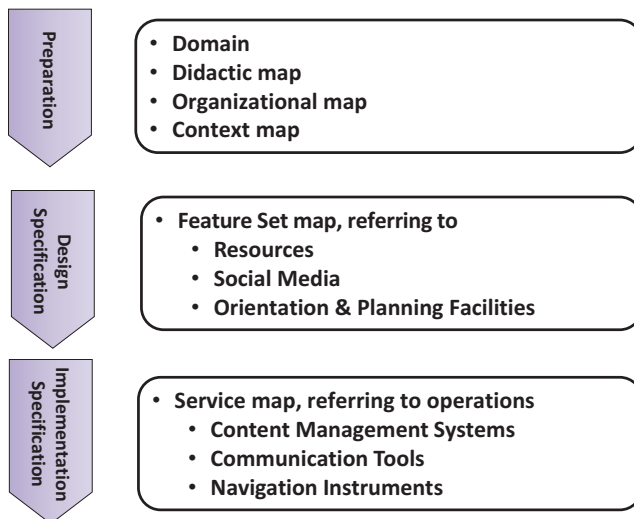 Preparation
• Domain
• Didactic map
• Organizational map
• Context map
Design
Specification
• Feature Set map, referring to
• Resources
• Social Media
• Orientation & Planning Facilities
Implementation
Specification
• Service map, referring to operations
• Content Management Systems
• Communication Tools
• Navigation Instruments